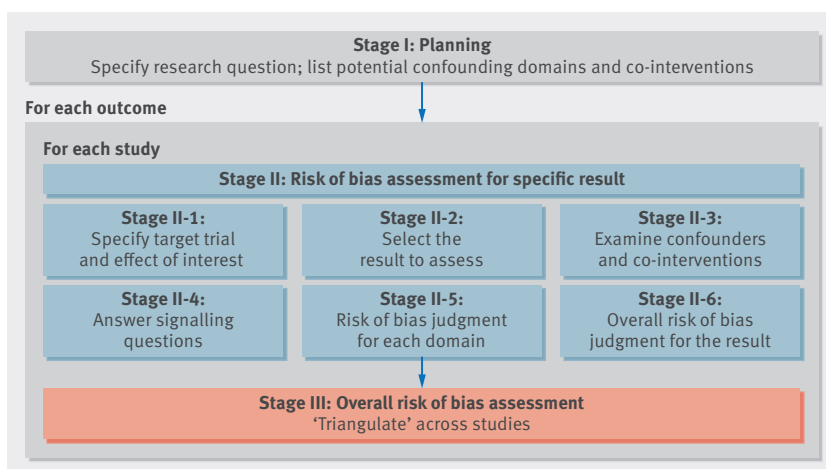 Stage I: Planning
Specify research question; list potential confounding domains and co-interventions
For each outcome
For each study
Stage II: Risk of bias assessment for specific result
Stage II-1:
Specify target trial
and effect of interest
Stage II-2:
Select the
result to assess
Stage II-3:
Examine confounders
and co-interventions
Stage II-4:
Answer signalling
questions
Stage II-5:
Risk of bias judgment
for each domain
Stage II-6:
Overall risk of bias
judgment for the result
Stage III: Overall risk of bias assessment
‘Triangulate’ across studies